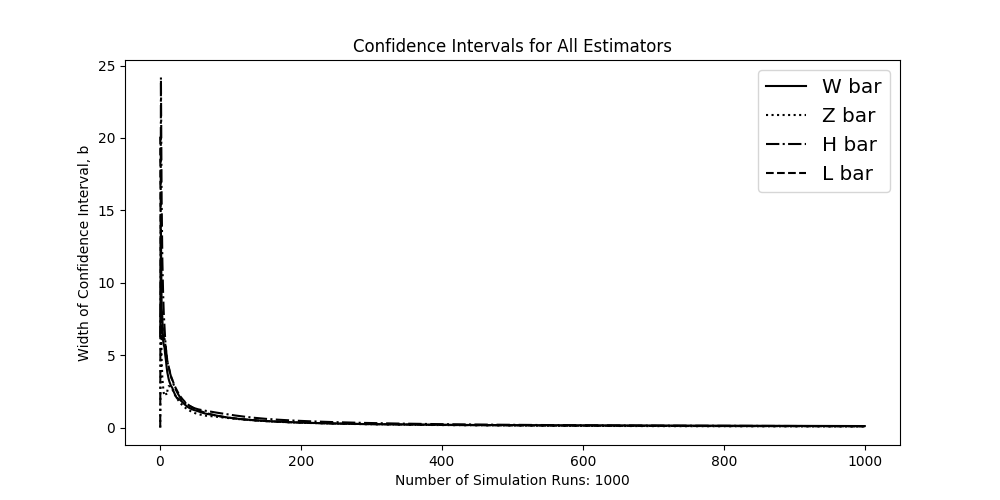 Confidence Intervals for All Estimators
25
20
15
10
5
0
Width of Confidence Interval, b
W bar
Z bar
H bar
L bar
0 200 400 600 800 1000
Number of Simulation Runs: 1000